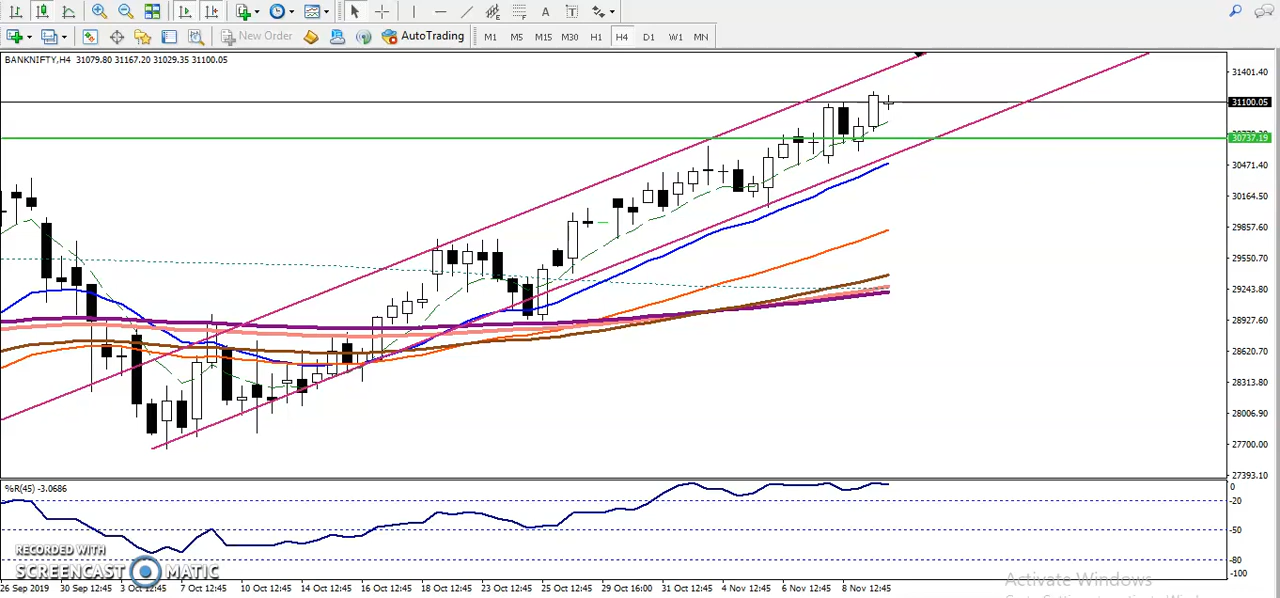 A T
New Order AutoTrading M1 M5 M15 M30 H1 H4 D1 W1 MN
BANKNIFTY,H4 31079.80 31167.20 31029.35 31100.05
31401.40
31100.05
30737.19
30471.40
30164.50
29857.60
29550.70
29243.80
28927.60
28620.70
28313.80
28006.90
27700.00
27393.10
%R(45) -3.0686
0
-20
-50
-80
-100
RECORDED WITH
SCREENCAST MATIC
Activate Windows
26 Sep 2019 30 Sep 12:45 3 Oct 12:45 7 Oct 12:45 10 Oct 12:45 14 Oct 12:45 16 Oct 12:45 18 Oct 12:45 23 Oct 12:45 25 Oct 12:45 29 Oct 16:00 31 Oct 12:45 4 Nov 12:45 6 Nov 12:45 8 Nov 12:45